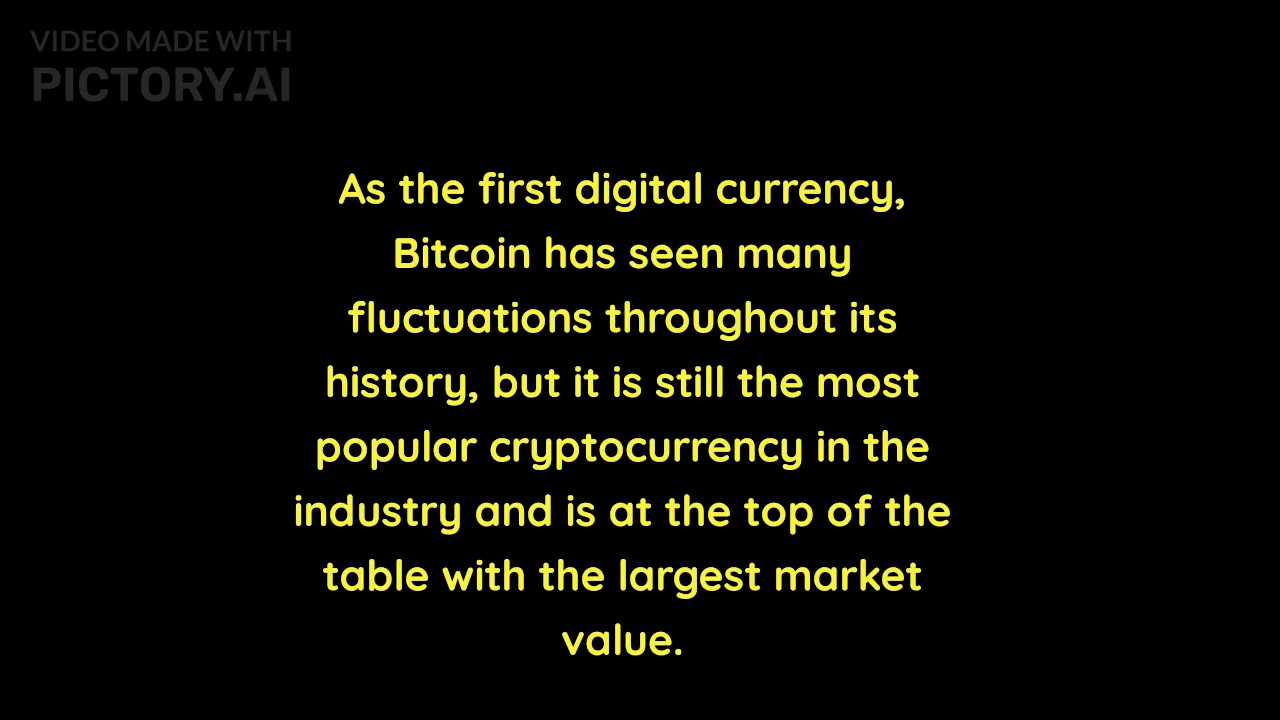 VIDEO MADE WITH
PICTORY.AI
As the first digital currency,
Bitcoin has seen many
fluctuations throughout its
history, but it is still the most
popular cryptocurrency in the
industry and is at the top of the
table with the largest market
value.